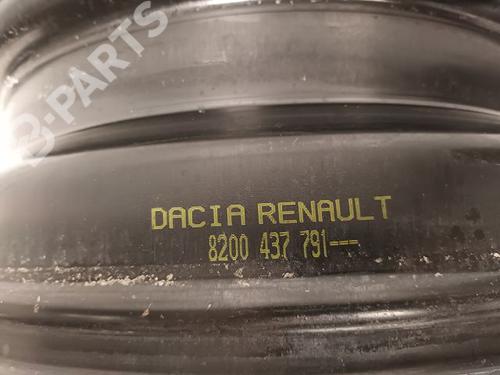 B-PARTS
DACIA RENAULT
8200 437 791---